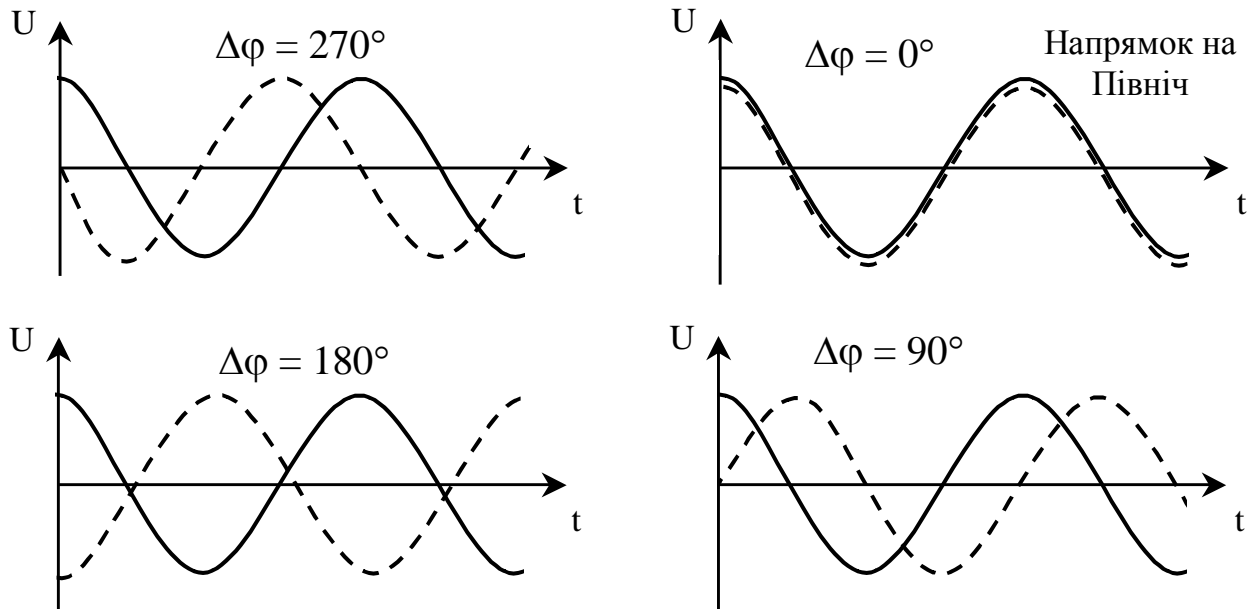 U
Δφ = 270°
t
U
Δφ = 0°
Напрямок на
Північ
t
U
Δφ = 180°
t
U
Δφ = 90°
t